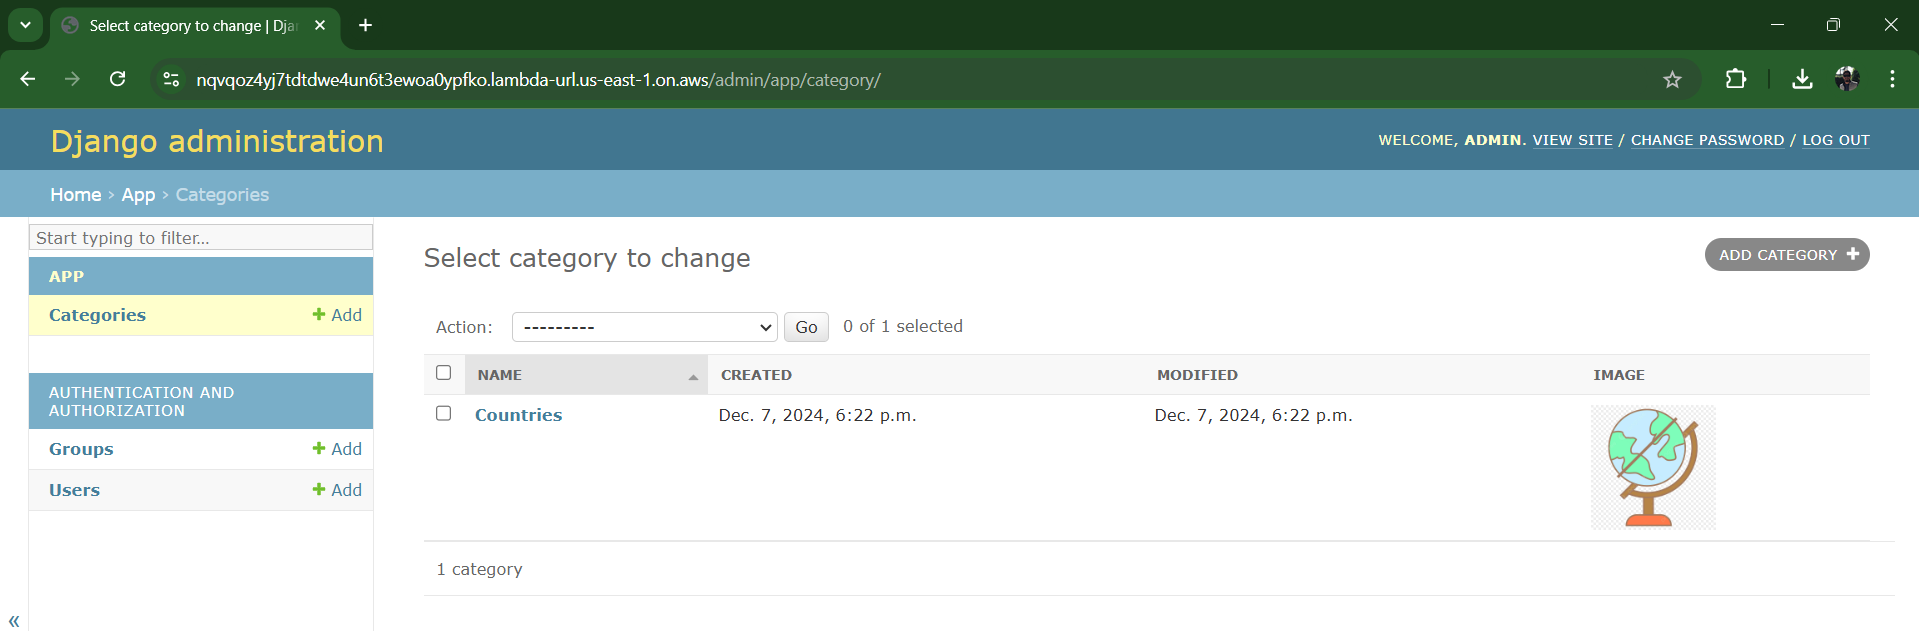 Select category to change | Dja
nqvqoz4yj7tdtdwe4un6t3ewoa0ypfko.lambda-url.us-east-1.on.aws/admin/app/category/
Django administration
WELCOME, ADMIN. VIEW SITE / CHANGE PASSWORD / LOG OUT
Home › App › Categories
Start typing to filter...
APP
Categories + Add
AUTHENTICATION AND
AUTHORIZATION
Groups + Add
Users + Add
«
Select category to change
ADD CATEGORY +
Action: --------- Go 0 of 1 selected
NAME CREATED MODIFIED IMAGE
Countries Dec. 7, 2024, 6:22 p.m. Dec. 7, 2024, 6:22 p.m.
1 category